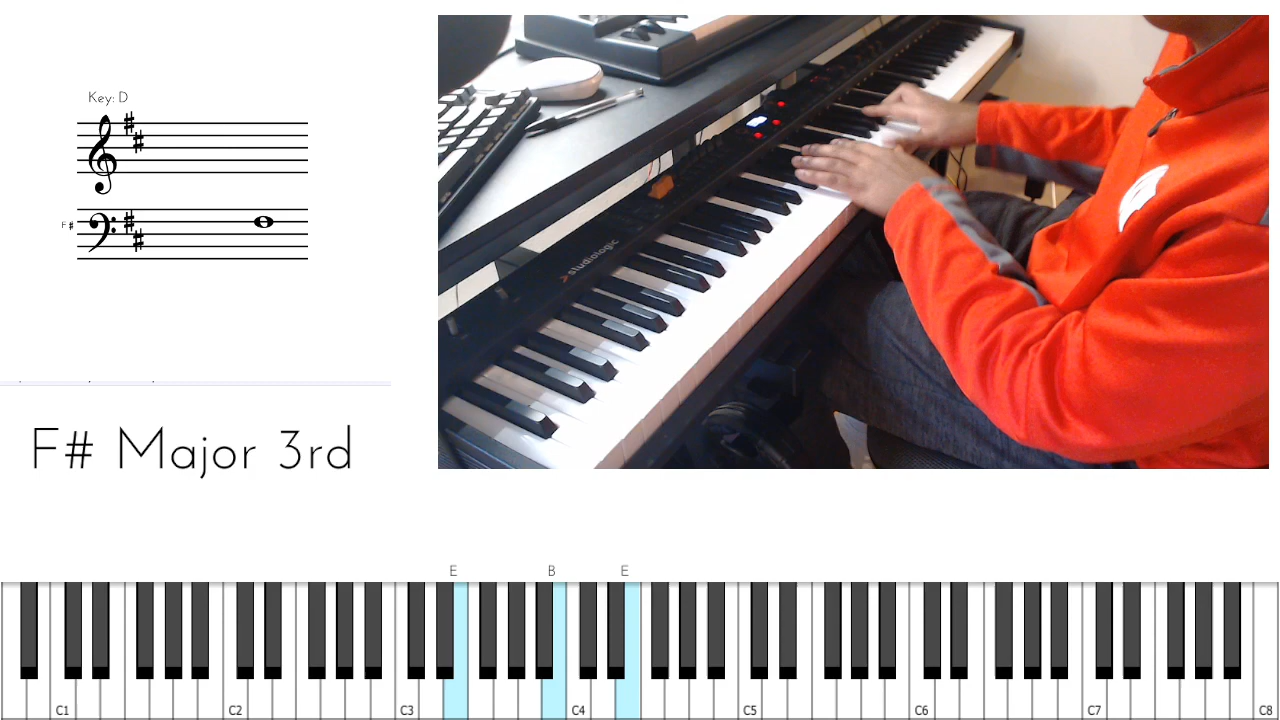 Key: D
F#
studiologic
F# Major 3rd
E B E
C1 C2 C3 C4 C5 C6 C7 C8